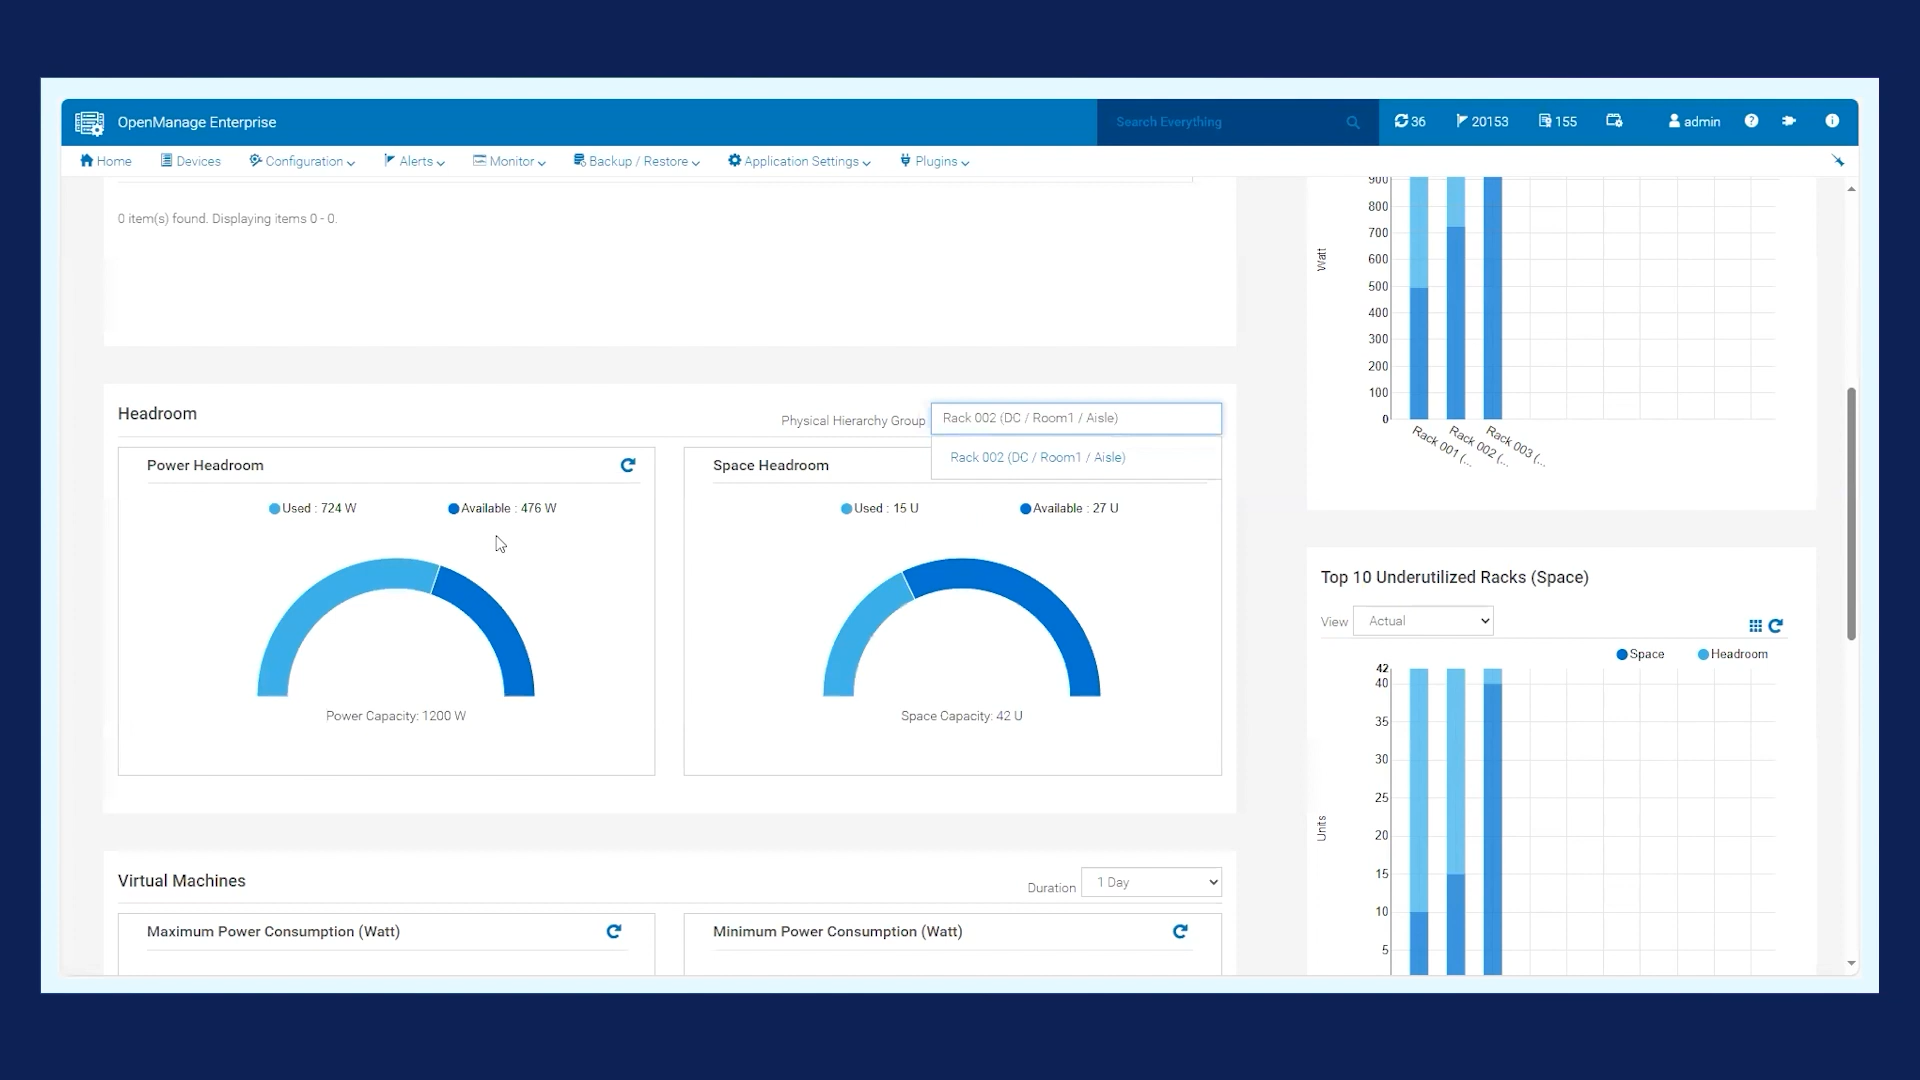 OpenManage Enterprise
Search Everything
36
20153
155
admin
Home
Devices
Configuration
Alerts
Monitor
Backup / Restore
Application Settings
Plugins
0 item(s) found. Displaying items 0 - 0.
Headroom
Physical Hierarchy Group
Rack 002 (DC / Room1 / Aisle)
Rack 002 (DC / Room1 / Aisle)
Power Headroom
Used : 724 W
Available : 476 W
Power Capacity: 1200 W
Space Headroom
Used : 15 U
Available : 27 U
Space Capacity: 42 U
Virtual Machines
Duration
1 Day
Maximum Power Consumption (Watt)
Minimum Power Consumption (Watt)
900
800
700
600
500
400
300
200
100
0
Watt
Rack 001 (...
Rack 002 (...
Rack 003 (...
Top 10 Underutilized Racks (Space)
View
Actual
Space
Headroom
42
40
35
30
25
20
15
10
5
Units